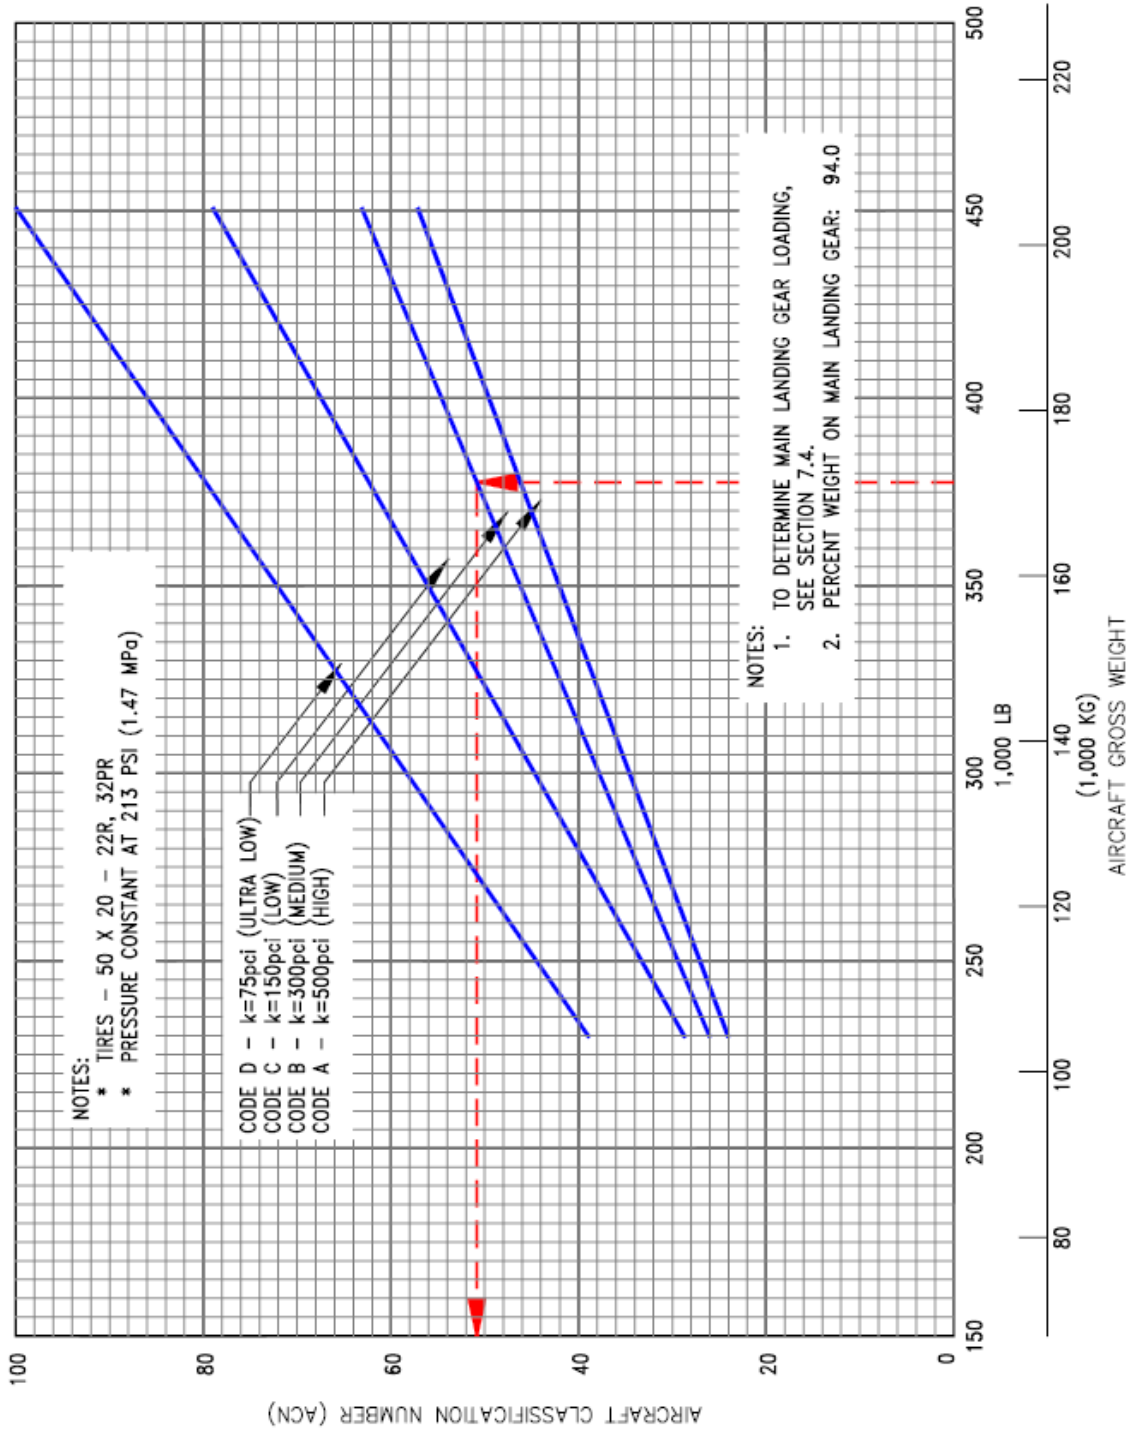 NOTES:
* TIRES – 50 X 20 – 22R, 32PR
* PRESSURE CONSTANT AT 213 PSI (1.47 MPa)
CODE D – k=75pci (ULTRA LOW)
CODE C – k=150pci (LOW)
CODE B – k=300pci (MEDIUM)
CODE A – k=500pci (HIGH)
NOTES:
1. TO DETERMINE MAIN LANDING GEAR LOADING,
SEE SECTION 7.4.
2. PERCENT WEIGHT ON MAIN LANDING GEAR: 94.0
AIRCRAFT CLASSIFICATION NUMBER (ACN)
100
80
60
40
20
0
150 200 250 300 350 400 450 500
1,000 LB
80 100 120 140 160 180 200 220
(1,000 KG)
AIRCRAFT GROSS WEIGHT